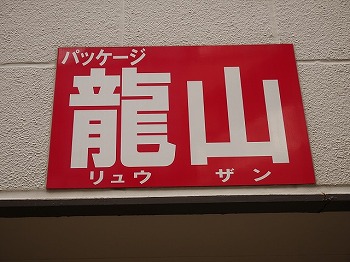 パッケージ
龍山
リュウ ザン